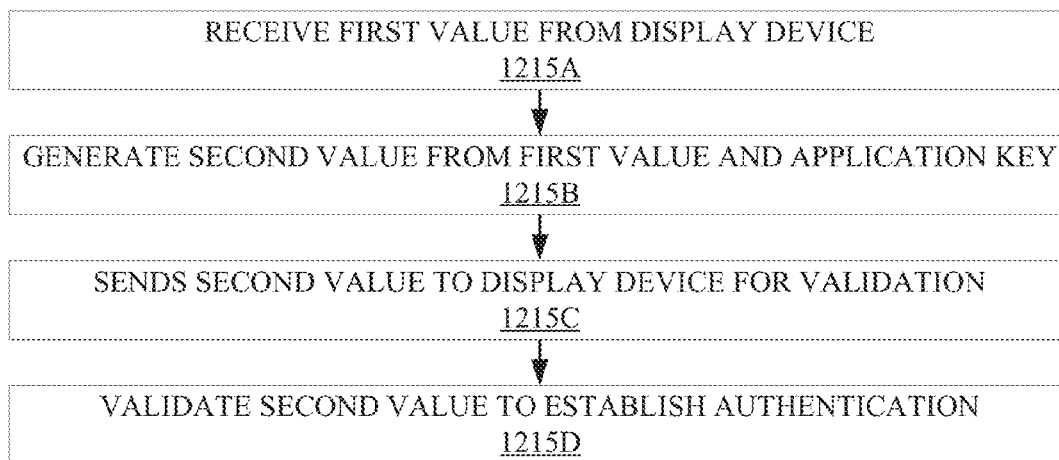 RECEIVE FIRST VALUE FROM DISPLAY DEVICE
1215A
GENERATE SECOND VALUE FROM FIRST VALUE AND APPLICATION KEY
1215B
SENDS SECOND VALUE TO DISPLAY DEVICE FOR VALIDATION
1215C
VALIDATE SECOND VALUE TO ESTABLISH AUTHENTICATION
1215D